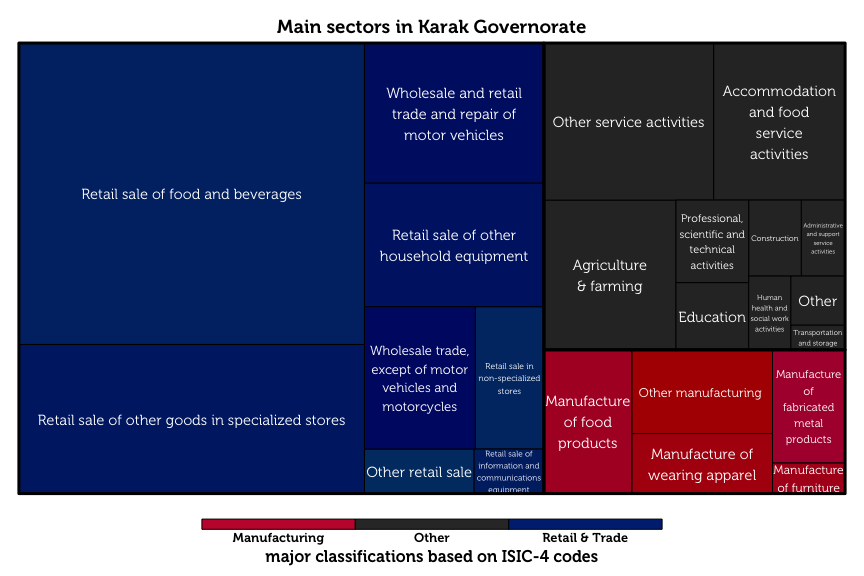 Main sectors in Karak Governorate
Retail sale of food and beverages
Retail sale of other goods in specialized stores
Wholesale and retail
trade and repair of
motor vehicles
Retail sale of other
household equipment
Wholesale trade,
except of motor
vehicles and
motorcycles
Retail sale in
non-specialized
stores
Other retail sale
Retail sale of
information and
communications
equipment
Other service activities
Accommodation
and food
service
activities
Agriculture
& farming
Professional,
scientific and
technical
activities
Education
Construction
Administrative
and support
service
activities
Human
health and
social work
activities
Other
Transportation
and storage
Manufacture
of food
products
Other manufacturing
Manufacture of
wearing apparel
Manufacture
of
fabricated
metal
products
Manufacture
of furniture
Manufacturing
Other
Retail & Trade
major classifications based on ISIC-4 codes